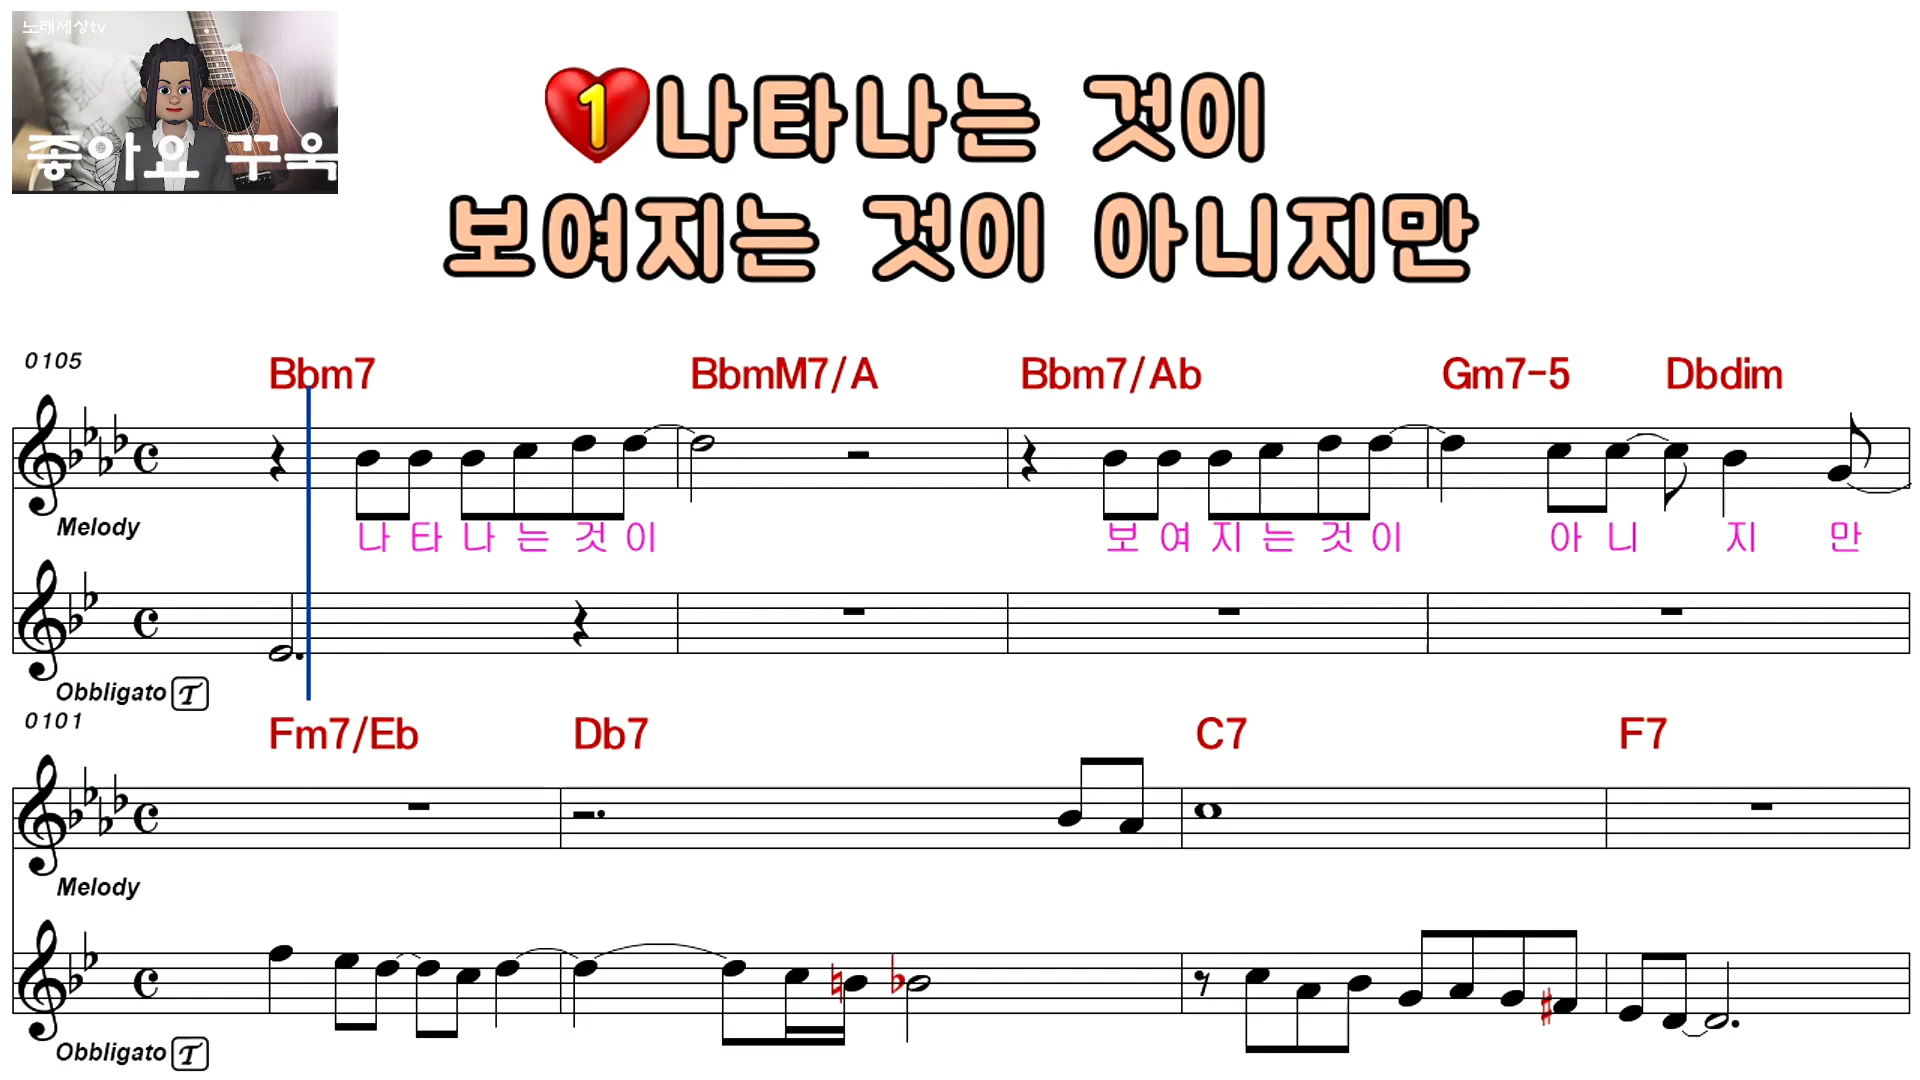 노래세상tv
좋아요 꾸욱
1나타나는 것이
보여지는 것이 아니지만
0105
Bbm7 BbmM7/A Bbm7/Ab Gm7-5 Dbdim
Melody
나 타 나 는 것 이 보 여 지 는 것 이 아 니 지 만
Obbligato T
0101
Fm7/Eb Db7 C7 F7
Melody
Obbligato T